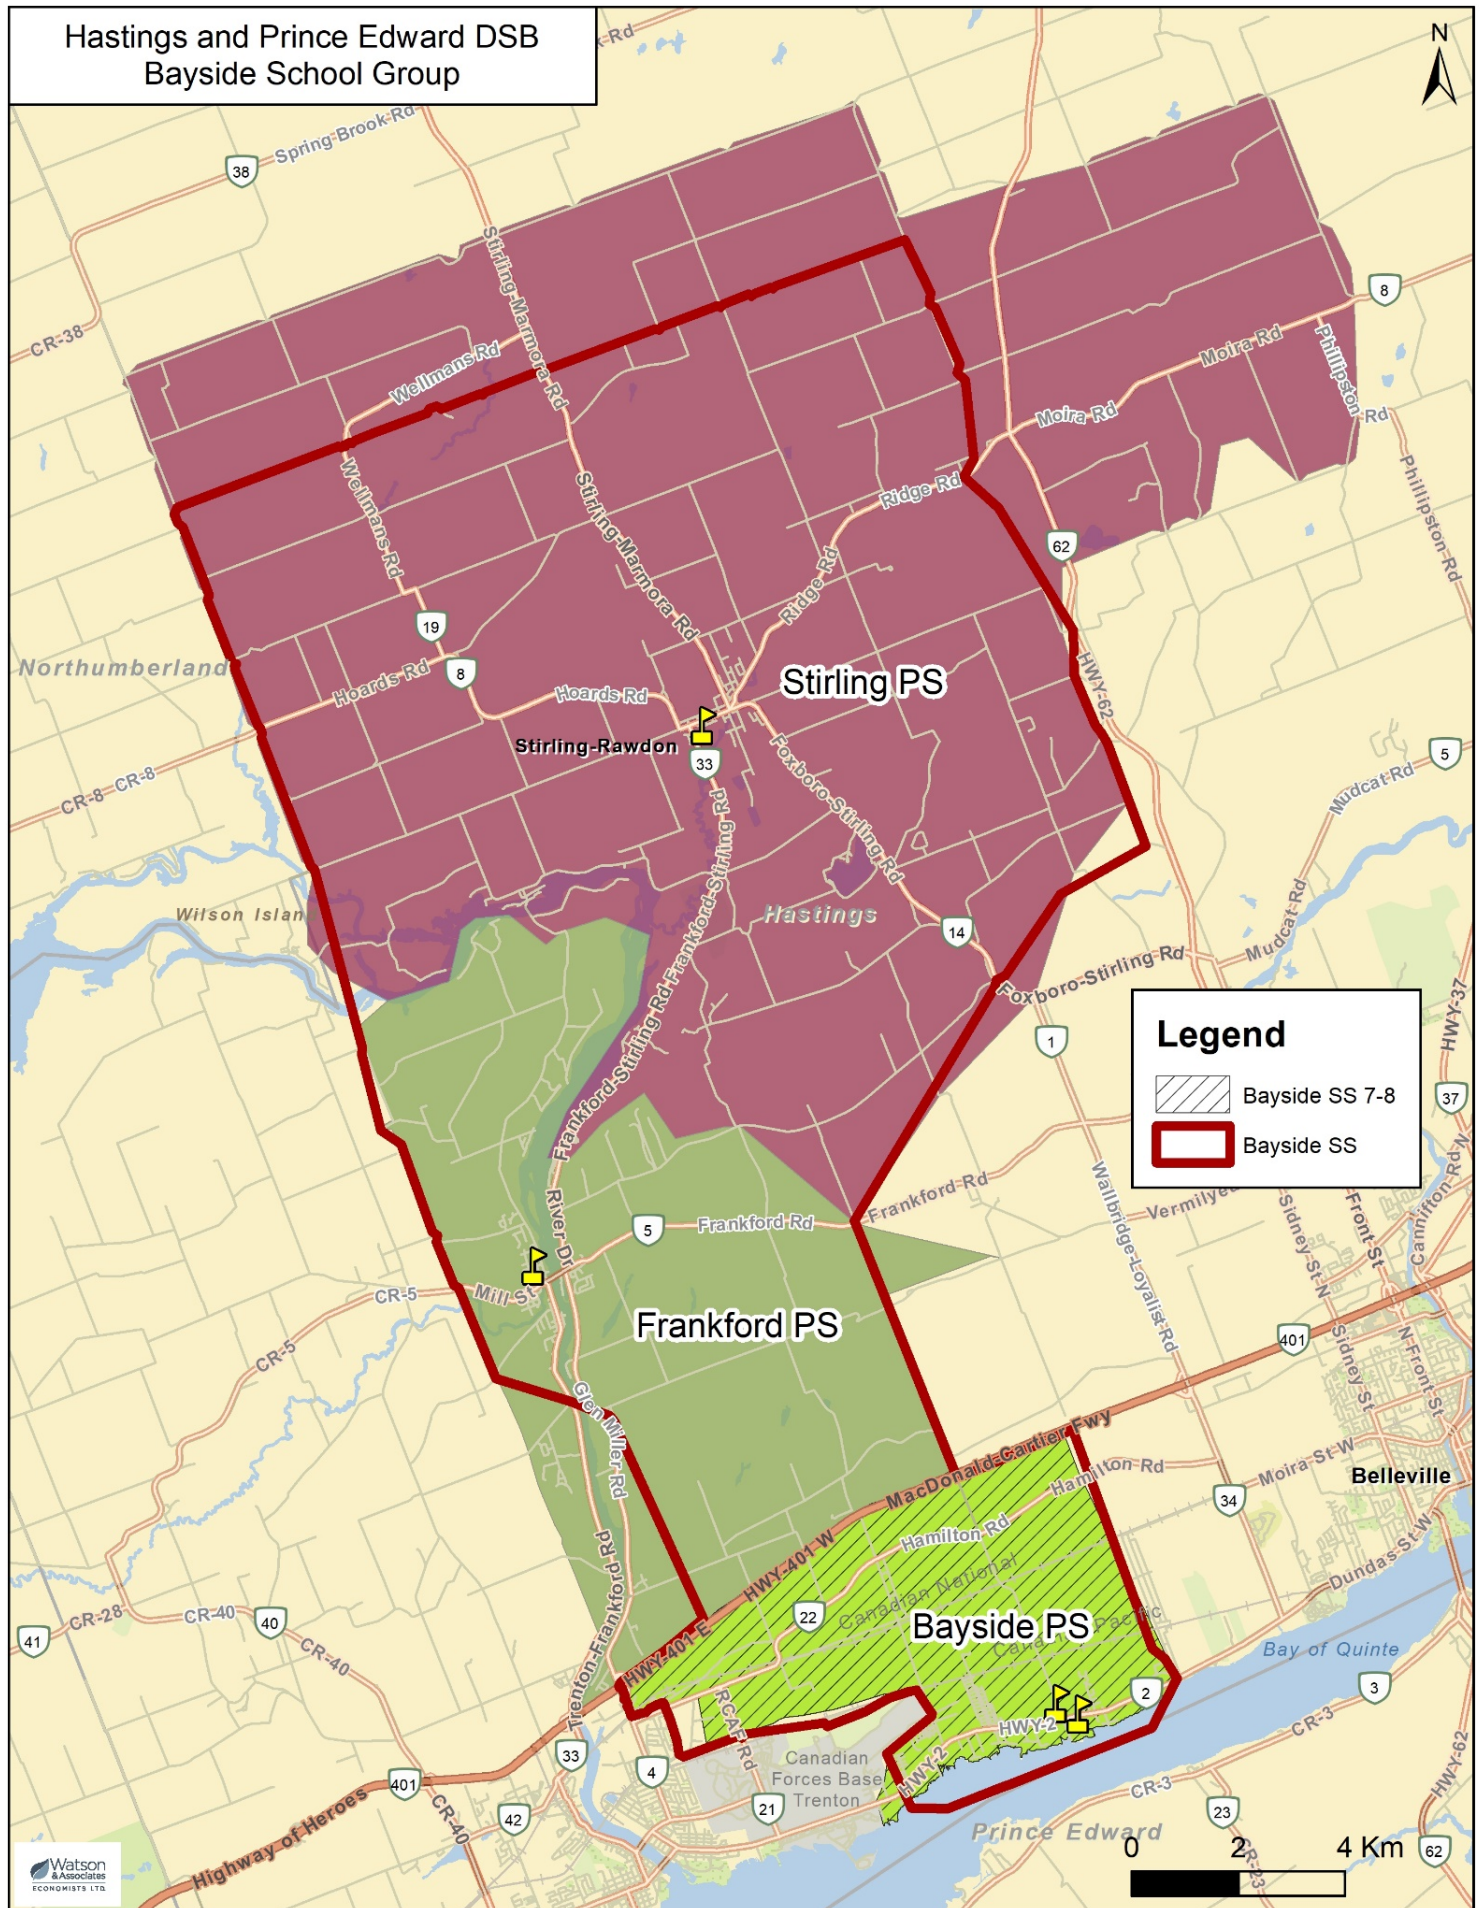 Hastings and Prince Edward DSB
Bayside School Group
N
Rd
38
Spring Brook Rd
Stirling-Marmora Rd
8
CR-38
Wellmans Rd
Moira Rd
Phillipston Rd
Moira Rd
Wellmans Rd
Stirling-Marmora Rd
Ridge Rd
Phillipston Rd
62
Ridge Rd
19
Northumberland
Hoards Rd
8
Hoards Rd
Stirling PS
HWY-62
Stirling-Rawdon
33
Foxboro-Stirling Rd
5
Mudcat Rd
CR-8
CR-8
Frankford-Stirling Rd
Wilson Island
Hastings
14
Mudcat Rd
Foxboro-Stirling Rd
Frankford-Stirling Rd
HWY-37
1
Legend
Bayside SS 7-8
Bayside SS
37
River Dr
Frankford Rd
5
Frankford Rd
Wallbridge-Loyalist Rd
Sidney St N
Front St
Cannifton Rd N
CR-5
Mill St
CR-5
Frankford PS
401
Sidney St
N Front St
Glen Miller Rd
MacDonald-Cartier Fwy
Hamilton Rd
Moira St W
Belleville
34
Trenton-Frankford Rd
HWY-401 W
Hamilton Rd
Dundas St W
Canadian National
CR-28
CR-40
40
41
22
Bayside PS
Canadian Pacific
HWY-401 E
CR-40
Bay of Quinte
2
3
RCAF Rd
HWY-2
CR-3
33
4
Canadian
Forces Base
Trenton
HWY-2
HWY-62
401
CR-3
21
42
CR-40
23
Highway of Heroes
Prince Edward
CR-23
62
0 2 4 Km
Watson
& Associates
ECONOMISTS LTD.